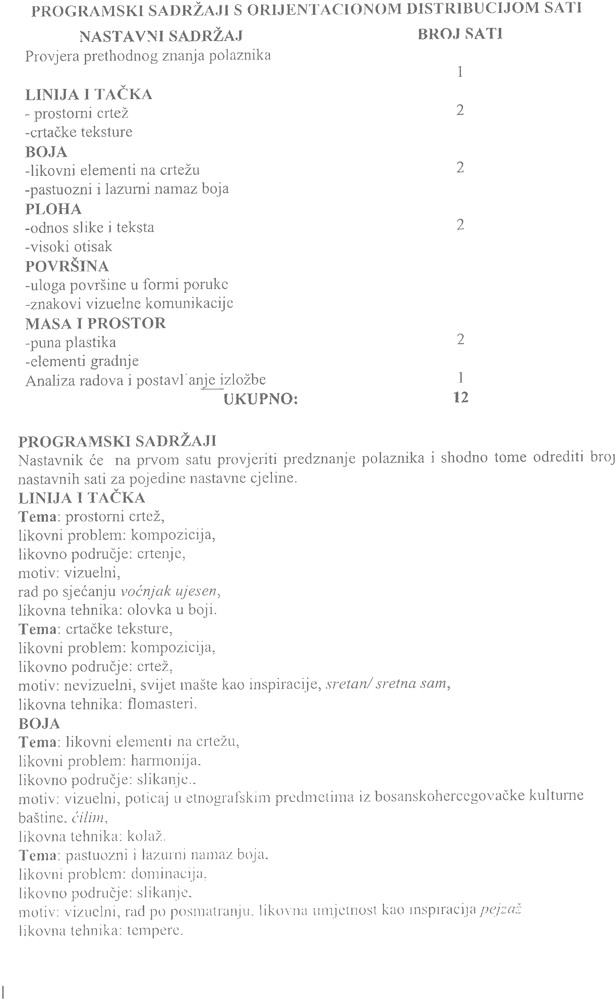 PROGRAMSKI SADRŽAJI S ORIJENTACIONOM DISTRIBUCIJOM SATI
NASTAVNI SADRŽAJ BROJ SATI
Provjera prethodnog znanja polaznika
1
LINIJA I TAČKA
- prostorni crtež 2
-crtačke teksture
BOJA
-likovni elementi na crtežu 2
-pastuozni i lazurni namaz boja
PLOHA
-odnos slike i teksta 2
-visoki otisak
POVRŠINA
-uloga površine u formi poruke
-znakovi vizuelne komunikacije
MASA I PROSTOR
-puna plastika 2
-elementi gradnje
Analiza radova i postavljanje izložbe 1
UKUPNO: 12
PROGRAMSKI SADRŽAJI
Nastavnik će na prvom satu provjeriti predznanje polaznika i shodno tome odrediti broj
nastavnih sati za pojedine nastavne cjeline.
LINIJA I TAČKA
Tema: prostorni crtež,
likovni problem: kompozicija,
likovno područje: crtenje,
motiv: vizuelni,
rad po sjećanju voćnjak ujesen,
likovna tehnika: olovka u boji.
Tema: crtačke teksture,
likovni problem: kompozicija,
likovno područje: crtež,
motiv: nevizuelni, svijet mašte kao inspiracije, sretan/ sretna sam,
likovna tehnika: flomasteri.
BOJA
Tema: likovni elementi na crtežu,
likovni problem: harmonija,
likovno područje: slikanje.,
motiv: vizuelni, poticaj u etnografskim predmetima iz bosanskohercegovačke kulturne
baštine, ćilim,
likovna tehnika: kolaž.
Tema: pastuozni i lazurni namaz boja,
likovni problem: dominacija,
likovno područje: slikanje,
motiv: vizuelni, rad po posmatranju, likovna umjetnost kao inspiracija pejzaž
likovna tehnika: tempere.